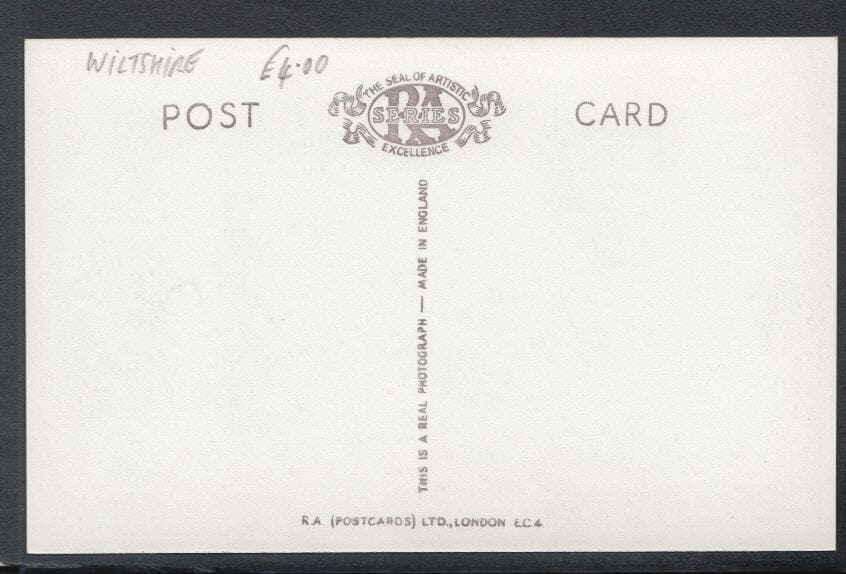 WILTSHIRE £4.00
POST CARD
THE SEAL OF ARTISTIC
RA
SERIES
EXCELLENCE
THIS IS A REAL PHOTOGRAPH — MADE IN ENGLAND
R.A. (POSTCARDS) LTD., LONDON E.C.4.